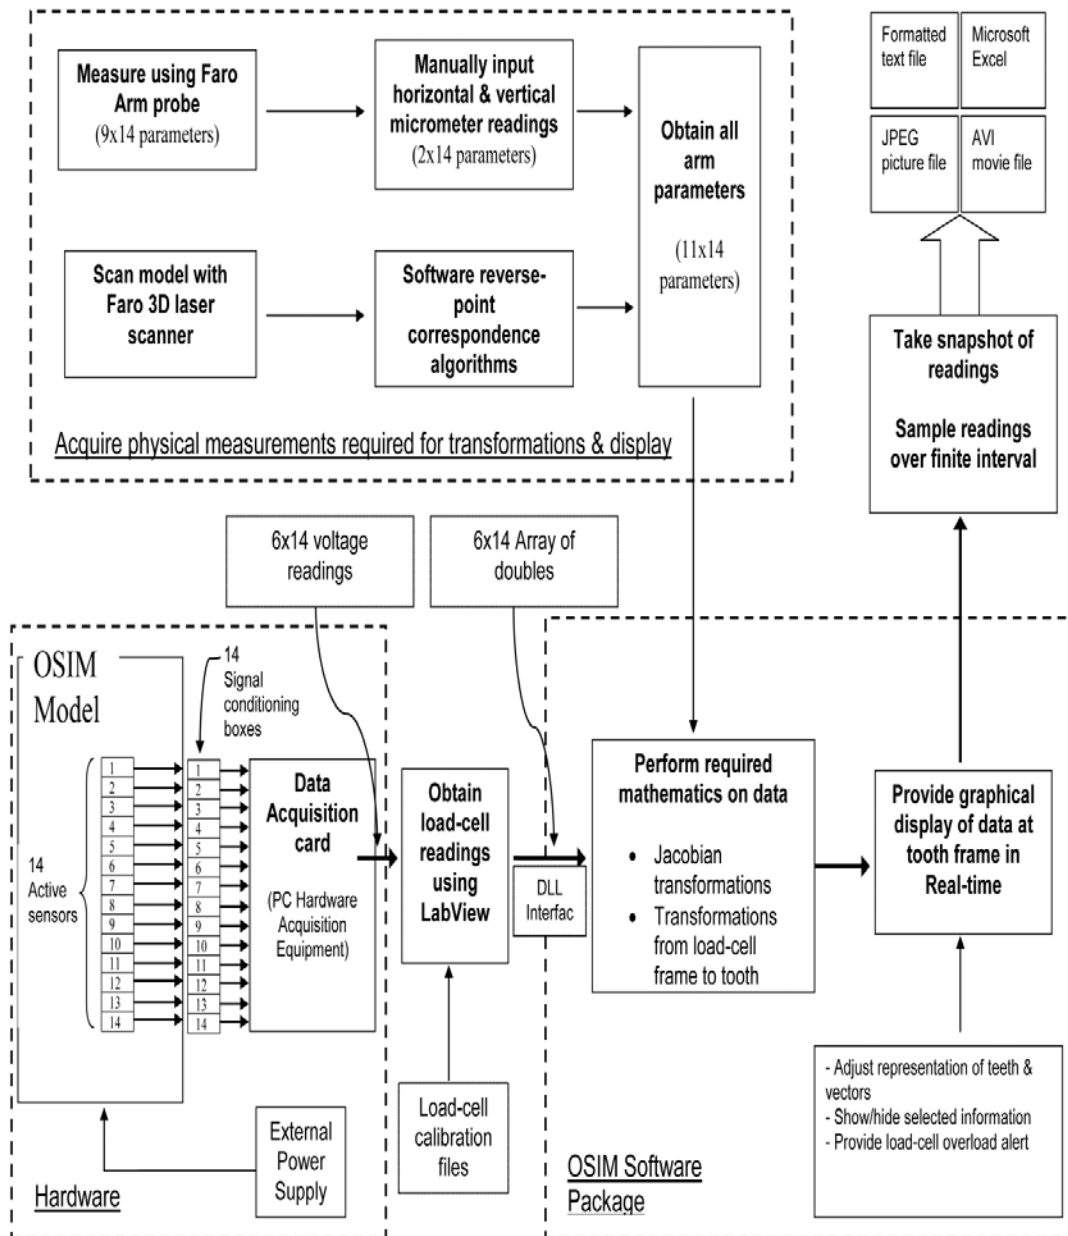 Measure using Faro
Arm probe
(9x14 parameters)
Manually input
horizontal & vertical
micrometer readings
(2x14 parameters)
Obtain all
arm
parameters
(11x14
parameters)
Scan model with
Faro 3D laser
scanner
Software reverse-
point
correspondence
algorithms
Acquire physical measurements required for transformations & display
Formatted
text file
Microsoft
Excel
JPEG
picture file
AVI
movie file
Take snapshot of
readings
Sample readings
over finite interval
6x14 voltage
readings
6x14 Array of
doubles
OSIM
Model
14
Signal
conditioning
boxes
14
Active
sensors
1
2
3
4
5
6
7
8
9
10
11
12
13
14
1
2
3
4
5
6
7
8
9
10
11
12
13
14
Data
Acquisition
card
(PC Hardware
Acquisition
Equipment)
Obtain
load-cell
readings
using
LabView
DLL
Interfac
Perform required
mathematics on data
• Jacobian
transformations
• Transformations
from load-cell
frame to tooth
Provide graphical
display of data at
tooth frame in
Real-time
External
Power
Supply
Hardware
Load-cell
calibration
files
OSIM Software
Package
- Adjust representation of teeth &
vectors
- Show/hide selected information
- Provide load-cell overload alert